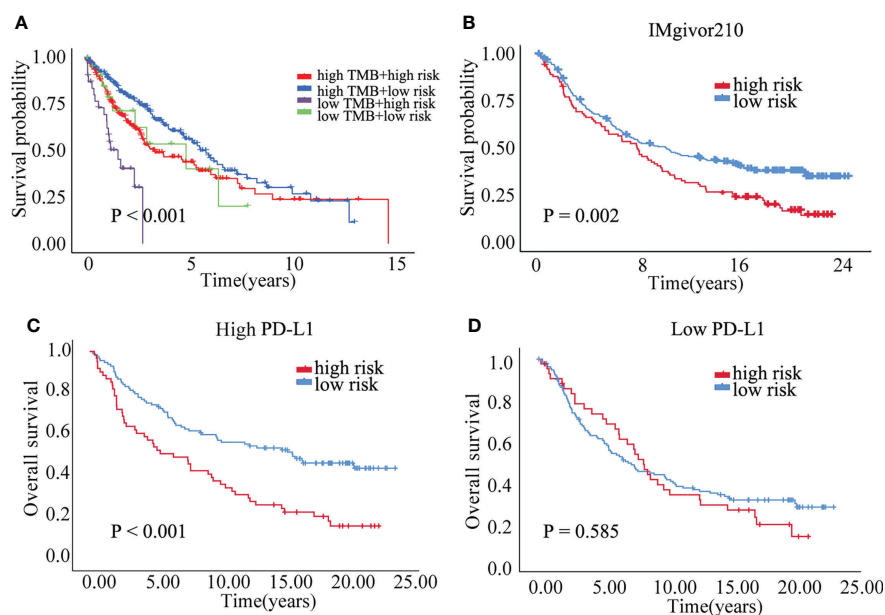 A
Survival probability
1.00
0.75
0.50
0.25
0.00
high TMB+high risk
high TMB+low risk
low TMB+high risk
low TMB+low risk
P < 0.001
0 5 10 15
Time(years)
B
IMgivor210
Survival probability
1.00
0.75
0.50
0.25
0.00
high risk
low risk
P = 0.002
0 8 16 24
Time(years)
C
High PD-L1
Overall survival
1.0
0.8
0.6
0.4
0.2
0.0
high risk
low risk
P < 0.001
0.00 5.00 10.00 15.00 20.00 25.00
Time(years)
D
Low PD-L1
Overall survival
1.0
0.8
0.6
0.4
0.2
0.0
high risk
low risk
P = 0.585
0.00 5.00 10.00 15.00 20.00 25.00
Time(years)